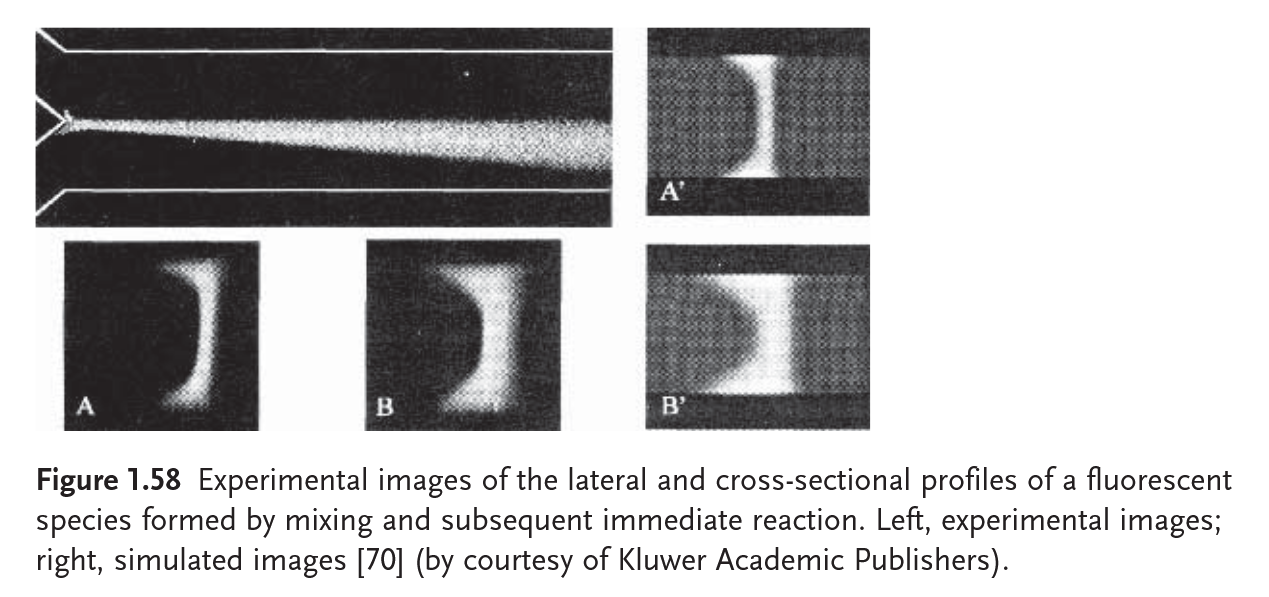 A’
A
B
B’
Figure 1.58 Experimental images of the lateral and cross-sectional profiles of a fluorescent
species formed by mixing and subsequent immediate reaction. Left, experimental images;
right, simulated images [70] (by courtesy of Kluwer Academic Publishers).